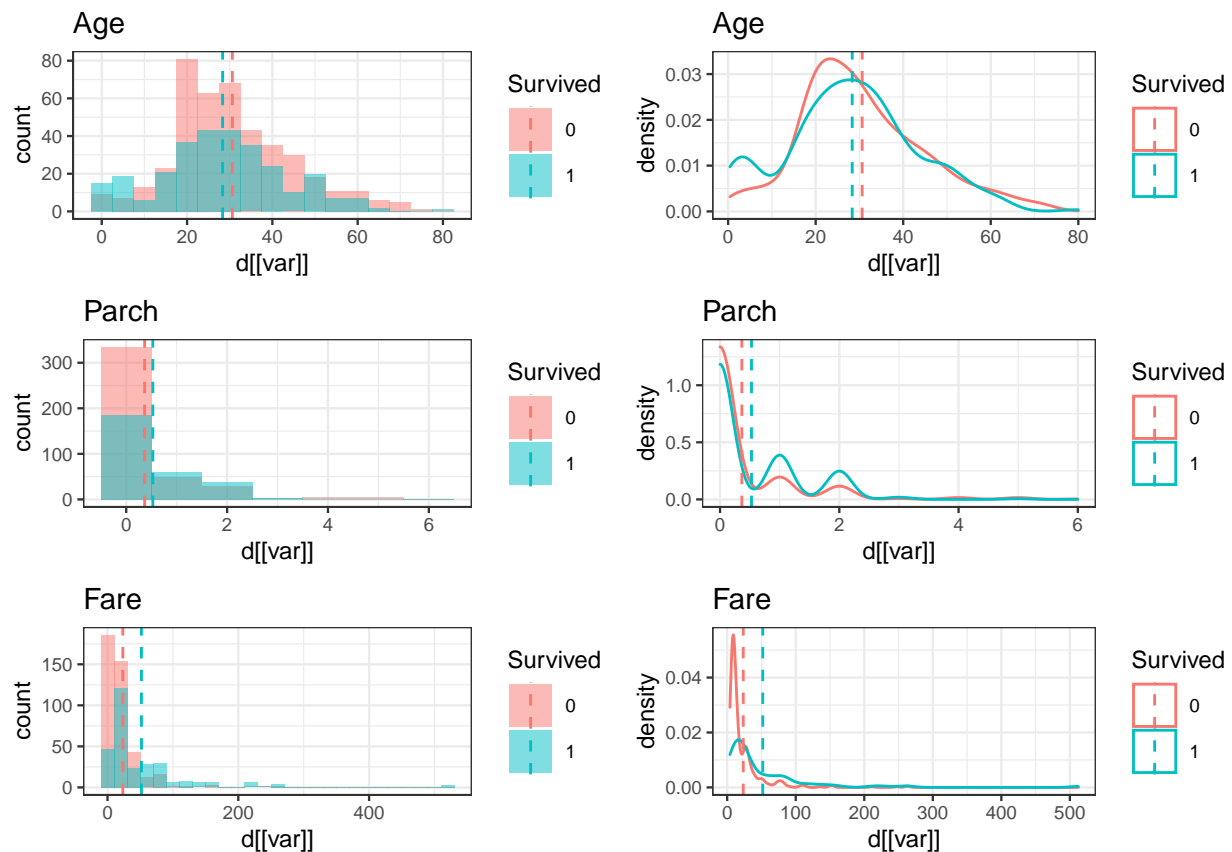 Age
count
80
60
40
20
0
0 20 40 60 80
d[[var]]
Survived
0
1
Age
density
0.03
0.02
0.01
0.00
0 20 40 60 80
d[[var]]
Survived
0
1
Parch
count
300
200
100
0
0 2 4 6
d[[var]]
Survived
0
1
Parch
density
1.0
0.5
0.0
0 2 4 6
d[[var]]
Survived
0
1
Fare
count
150
100
50
0
0 200 400
d[[var]]
Survived
0
1
Fare
density
0.04
0.02
0.00
0 100 200 300 400 500
d[[var]]
Survived
0
1